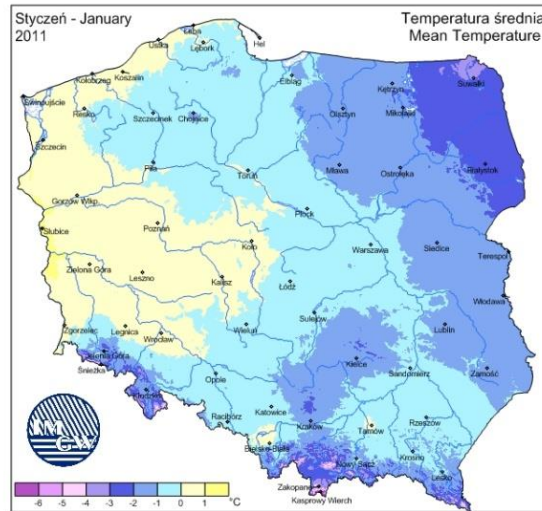 Styczeń - January
2011
Temperatura średnia
Mean Temperature
Łeba
Ustka
Lębork
Hel
Kołobrzeg
Koszalin
Elbląg
Kętrzyn
Suwałki
Świnoujście
Resko
Szczecinek
Chojnice
Olsztyn
Mikołajki
Szczecin
Piła
Toruń
Mława
Ostrołęka
Białystok
Gorzów Wlkp.
Płock
Słubice
Poznań
Koło
Warszawa
Siedlce
Terespol
Zielona Góra
Leszno
Kalisz
Łódź
Włodawa
Zgorzelec
Legnica
Wrocław
Wieluń
Sulejów
Lublin
Jelenia Góra
Śnieżka
Kielce
Zamość
Kłodzko
Opole
Sandomierz
Racibórz
Katowice
Kraków
Tarnów
Rzeszów
Bielsko-Biała
Nowy Sącz
Krosno
Lesko
Zakopane
Kasprowy Wierch
IM
GW
-6 -5 -4 -3 -2 -1 0 1 °C